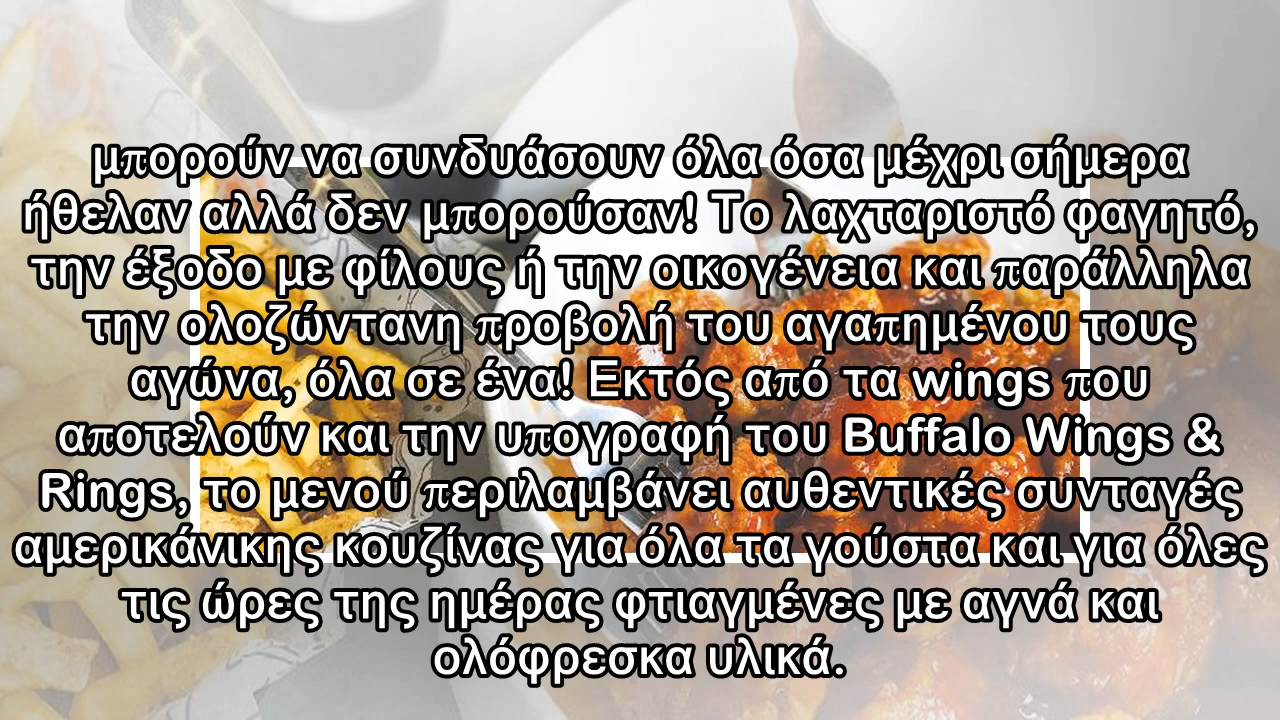 μπορούν να συνδυάσουν όλα όσα μέχρι σήμερα
ήθελαν αλλά δεν μπορούσαν! Το λαχταριστό φαγητό,
την έξοδο με φίλους ή την οικογένεια και παράλληλα
την ολοζώντανη προβολή του αγαπημένου τους
αγώνα, όλα σε ένα! Εκτός από τα wings που
αποτελούν και την υπογραφή του Buffalo Wings &
Rings, το μενού περιλαμβάνει αυθεντικές συνταγές
αμερικάνικης κουζίνας για όλα τα γούστα και για όλες
τις ώρες της ημέρας φτιαγμένες με αγνά και
ολόφρεσκα υλικά.